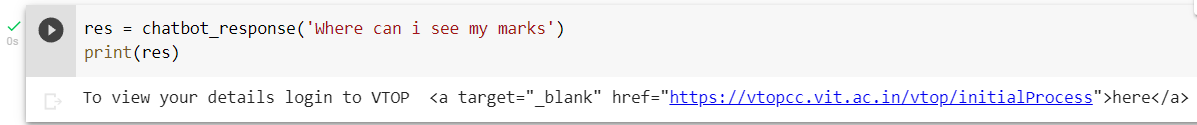 res = chatbot_response('Where can i see my marks')
0s
print(res)
To view your details login to VTOP  <a target="_blank" href="https://vtopcc.vit.ac.in/vtop/initialProcess">here</a>